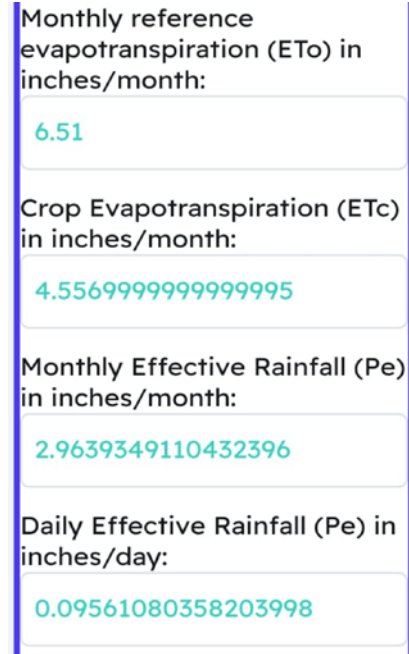 Monthly reference
evapotranspiration (ETo) in
inches/month:
6.51
Crop Evapotranspiration (ETc)
in inches/month:
4.5569999999999995
Monthly Effective Rainfall (Pe)
in inches/month:
2.9639349110432396
Daily Effective Rainfall (Pe) in
inches/day:
0.09561080358203998